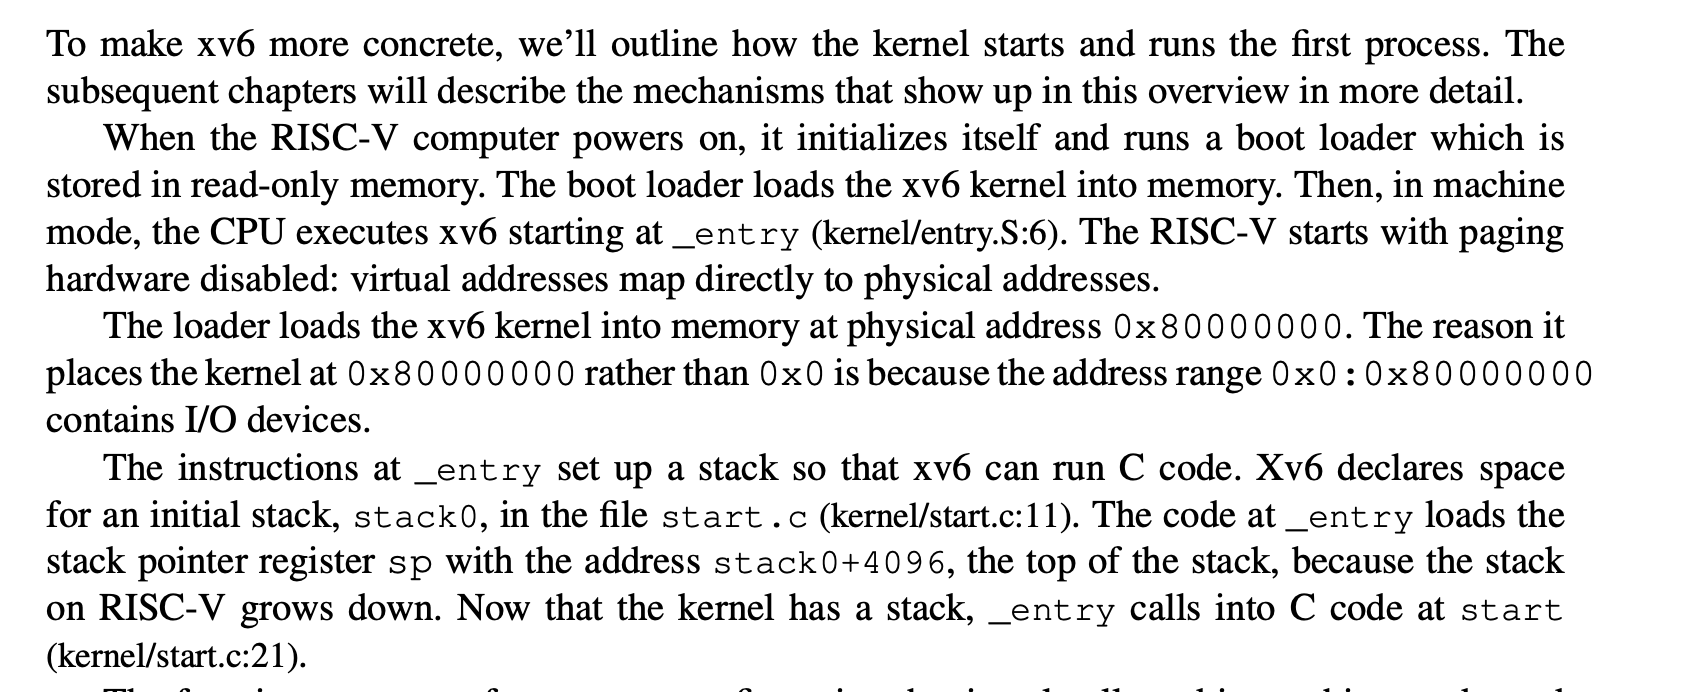 To make xv6 more concrete, we’ll outline how the kernel starts and runs the first process. The
subsequent chapters will describe the mechanisms that show up in this overview in more detail.
When the RISC-V computer powers on, it initializes itself and runs a boot loader which is
stored in read-only memory. The boot loader loads the xv6 kernel into memory. Then, in machine
mode, the CPU executes xv6 starting at _entry (kernel/entry.S:6). The RISC-V starts with paging
hardware disabled: virtual addresses map directly to physical addresses.
The loader loads the xv6 kernel into memory at physical address 0x80000000. The reason it
places the kernel at 0x80000000 rather than 0x0 is because the address range 0x0:0x80000000
contains I/O devices.
The instructions at _entry set up a stack so that xv6 can run C code. Xv6 declares space
for an initial stack, stack0, in the file start.c (kernel/start.c:11). The code at _entry loads the
stack pointer register sp with the address stack0+4096, the top of the stack, because the stack
on RISC-V grows down. Now that the kernel has a stack, _entry calls into C code at start
(kernel/start.c:21).